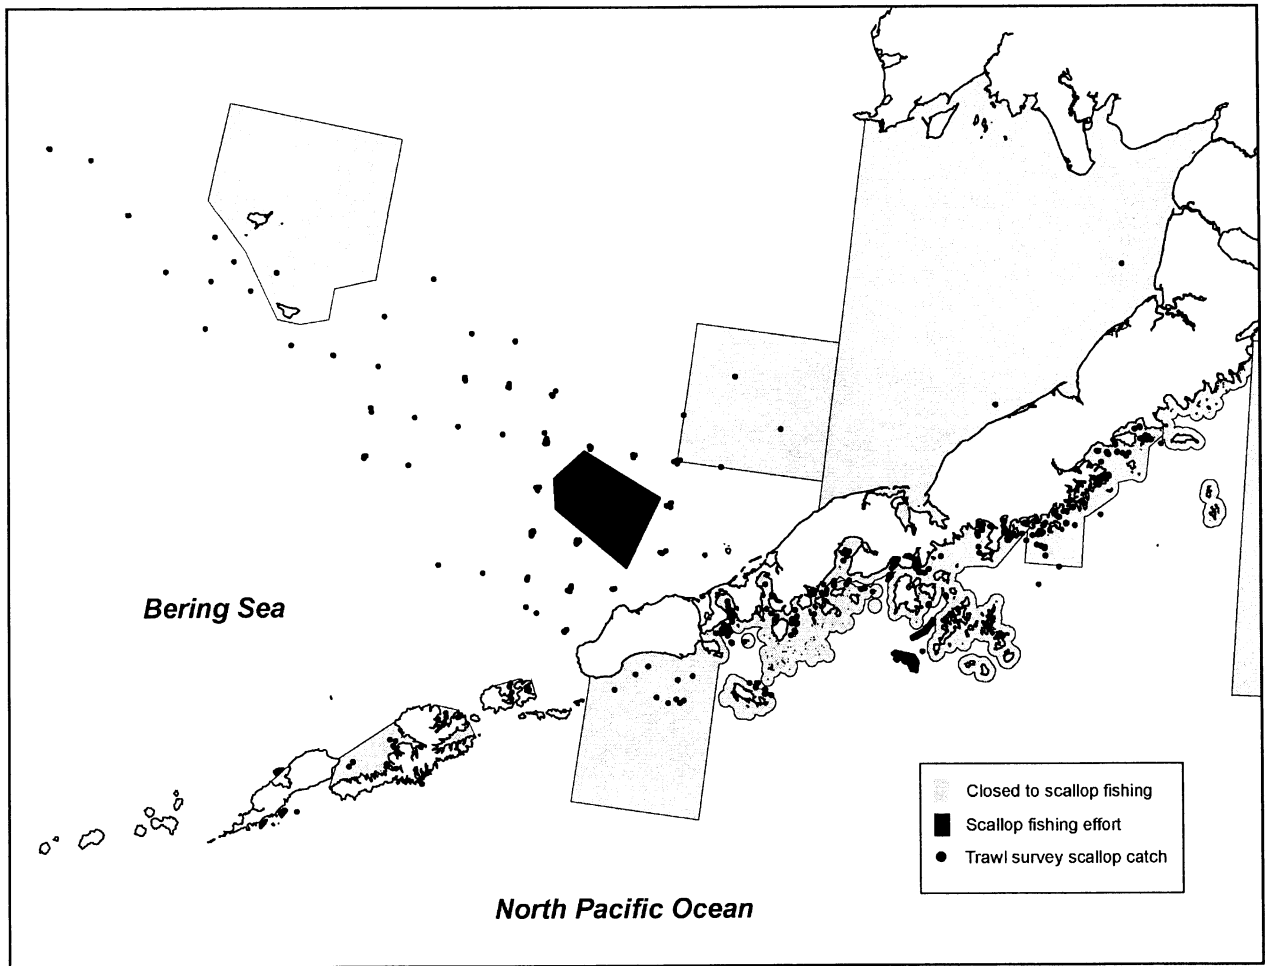 Bering Sea
Closed to scallop fishing
Scallop fishing effort
Trawl survey scallop catch
North Pacific Ocean